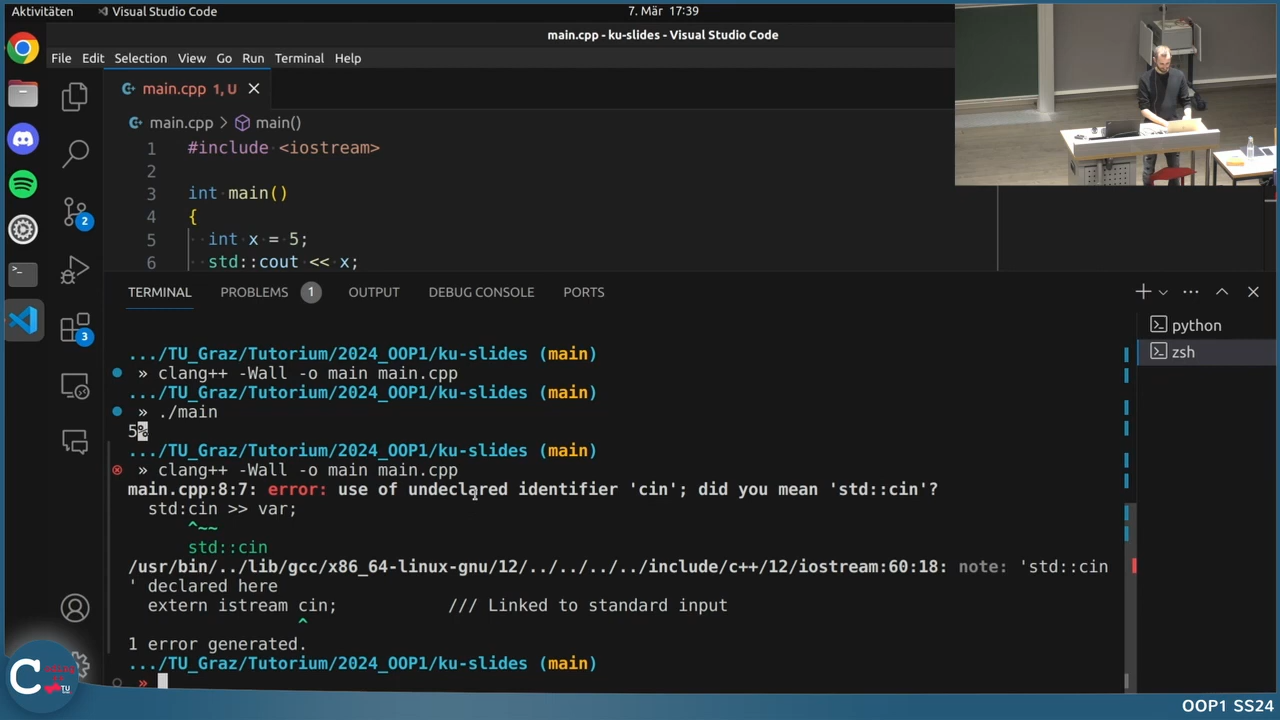 Aktivitäten
Visual Studio Code
7. Mär 17:39
main.cpp - ku-slides - Visual Studio Code
File Edit Selection View Go Run Terminal Help
main.cpp 1, U
main.cpp > main()
1 #include <iostream>
2
3 int main()
4 {
5 int x = 5;
6 std::cout << x;
TERMINAL PROBLEMS 1 OUTPUT DEBUG CONSOLE PORTS
python
zsh
.../TU_Graz/Tutorium/2024_OOP1/ku-slides (main)
» clang++ -Wall -o main main.cpp
.../TU_Graz/Tutorium/2024_OOP1/ku-slides (main)
» ./main
5%
.../TU_Graz/Tutorium/2024_OOP1/ku-slides (main)
» clang++ -Wall -o main main.cpp
main.cpp:8:7: error: use of undeclared identifier 'cin'; did you mean 'std::cin'?
std:cin >> var;
^~~
std::cin
/usr/bin/../lib/gcc/x86_64-linux-gnu/12/../../../../include/c++/12/iostream:60:18: note: 'std::cin
' declared here
extern istream cin; /// Linked to standard input
^
1 error generated.
.../TU_Graz/Tutorium/2024_OOP1/ku-slides (main)
»
2
3
C
TU
OOP1 SS24